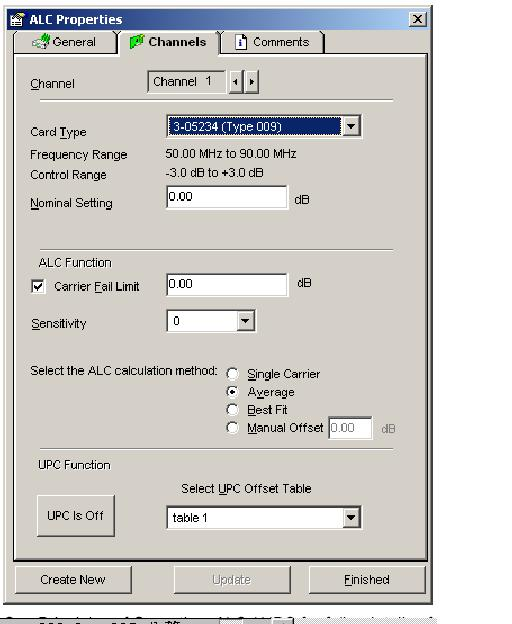 ALC Properties
General Channels Comments
Channel Channel 1
Card Type 3-05234 (Type 009)
Frequency Range 50.00 MHz to 90.00 MHz
Control Range -3.0 dB to +3.0 dB
Nominal Setting 0.00 dB
ALC Function
Carrier Fail Limit 0.00 dB
Sensitivity 0
Select the ALC calculation method: Single Carrier
Average
Best Fit
Manual Offset 0.00 dB
UPC Function
Select UPC Offset Table
UPC Is Off table 1
Create New Update Finished